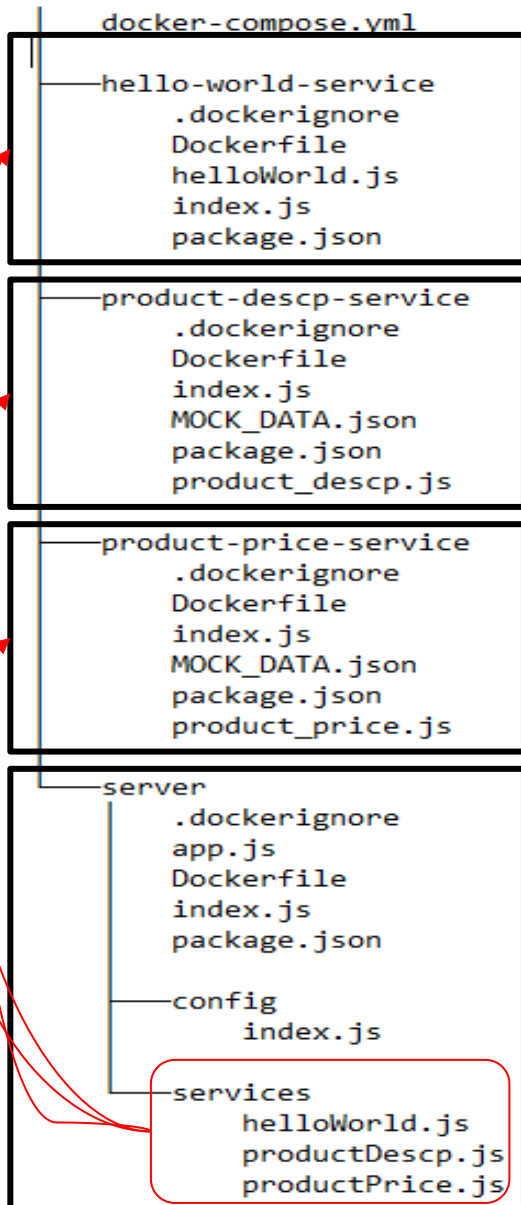 docker-compose.yml
hello-world-service
.dockerignore
Dockerfile
helloWorld.js
index.js
package.json
product-descp-service
.dockerignore
Dockerfile
index.js
MOCK_DATA.json
package.json
product_descp.js
product-price-service
.dockerignore
Dockerfile
index.js
MOCK_DATA.json
package.json
product_price.js
server
.dockerignore
app.js
Dockerfile
index.js
package.json
config
index.js
services
helloWorld.js
productDescp.js
productPrice.js